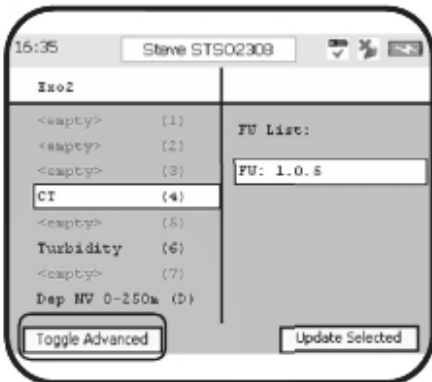 16:35 Steve STS02308
Exo2
<empty> (1)
<empty> (2)
<empty> (3)
CT (4)
<empty> (5)
Turbidity (6)
<empty> (7)
Dep NV 0-250m (D)
FW List:
FW: 1.0.5
Toggle Advanced
Update Selected